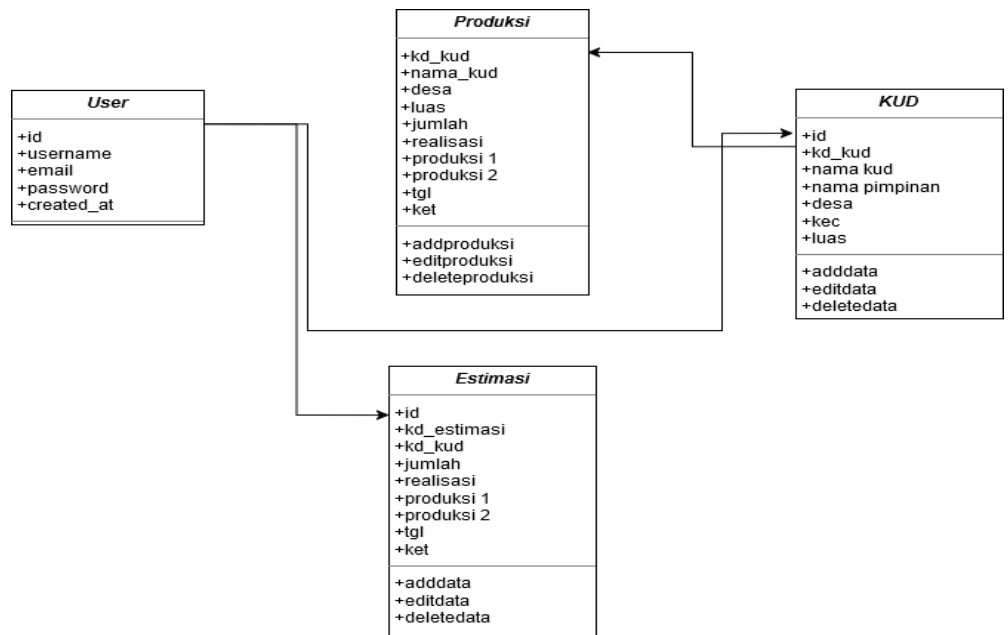 User
+id
+username
+email
+password
+created_at
Produksi
+kd_kud
+nama_kud
+desa
+luas
+jumlah
+realisasi
+produksi 1
+produksi 2
+tgl
+ket
+addproduksi
+editproduksi
+deleteproduksi
KUD
+id
+kd_kud
+nama kud
+nama pimpinan
+desa
+kec
+luas
+adddata
+editdata
+deletedata
Estimasi
+id
+kd_estimasi
+kd_kud
+jumlah
+realisasi
+produksi 1
+produksi 2
+tgl
+ket
+adddata
+editdata
+deletedata